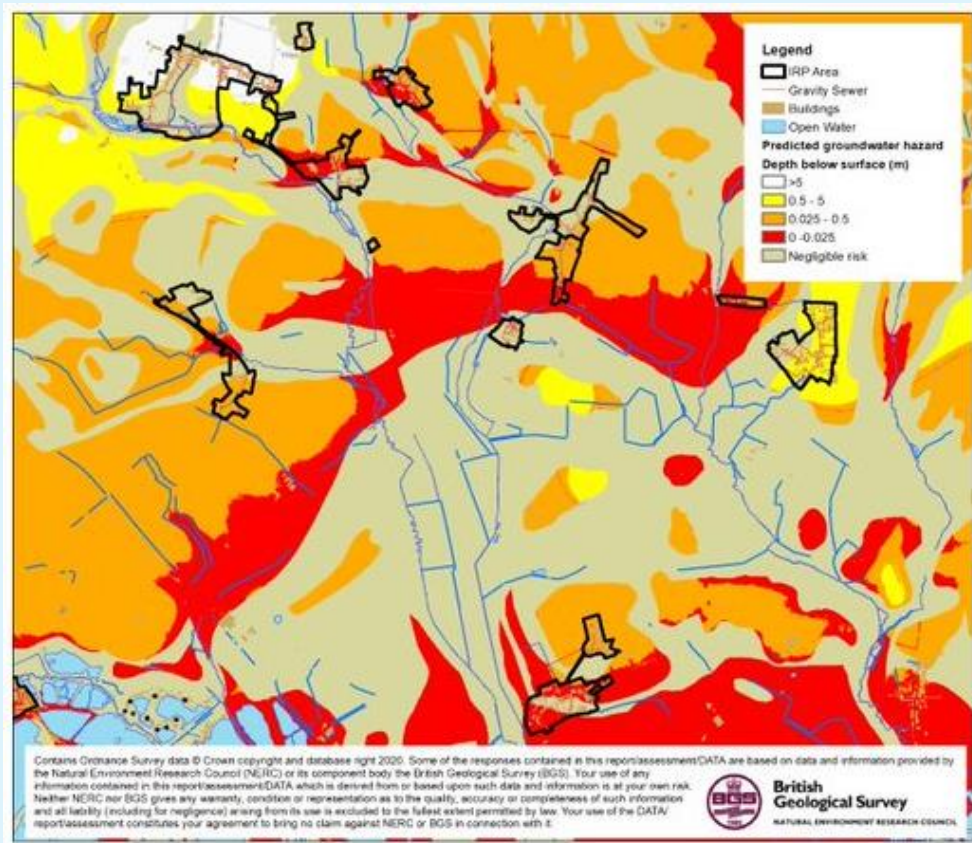 Legend
IRP Area
Gravity Sewer
Buildings
Open Water
Predicted groundwater hazard
Depth below surface (m)
>5
0.5 - 5
0.025 - 0.5
0 -0.025
Negligible risk
Contains Ordnance Survey data © Crown copyright and database right 2020. Some of the responses contained in this report/assessment/DATA are based on data and information provided by
the Natural Environment Research Council (NERC) or its component body the British Geological Survey (BGS). Your use of any
information contained in this report/assessment/DATA which is derived from or based upon such data and information is at your own risk.
Neither NERC nor BGS gives any warranty, condition or representation as to the quality, accuracy or completeness of such information
and all liability (including for negligence) arising from its use is excluded to the fullest extent permitted by law. Your use of the DATA/
report/assessment constitutes your agreement to bring no claim against NERC or BGS in connection with it.
BGS
British
Geological Survey
NATURAL ENVIRONMENT RESEARCH COUNCIL